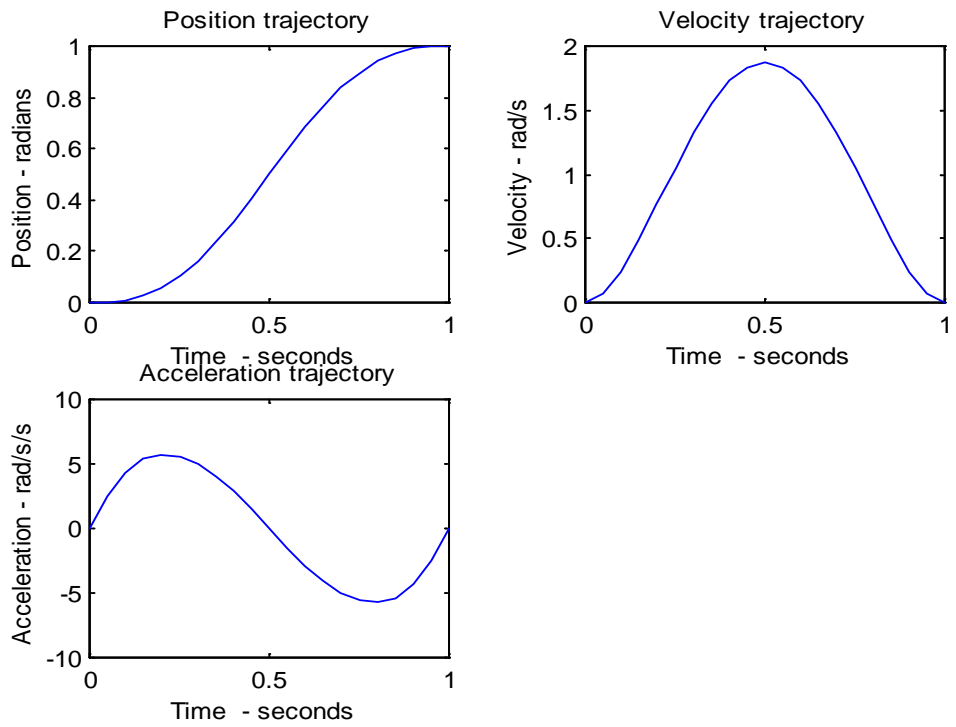 Position trajectory
Position - radians
1
0.8
0.6
0.4
0.2
0
0 0.5 1
Time - seconds
Velocity trajectory
Velocity - rad/s
2
1.5
1
0.5
0
0 0.5 1
Time - seconds
Acceleration trajectory
Acceleration - rad/s/s
10
5
0
-5
-10
0 0.5 1
Time - seconds